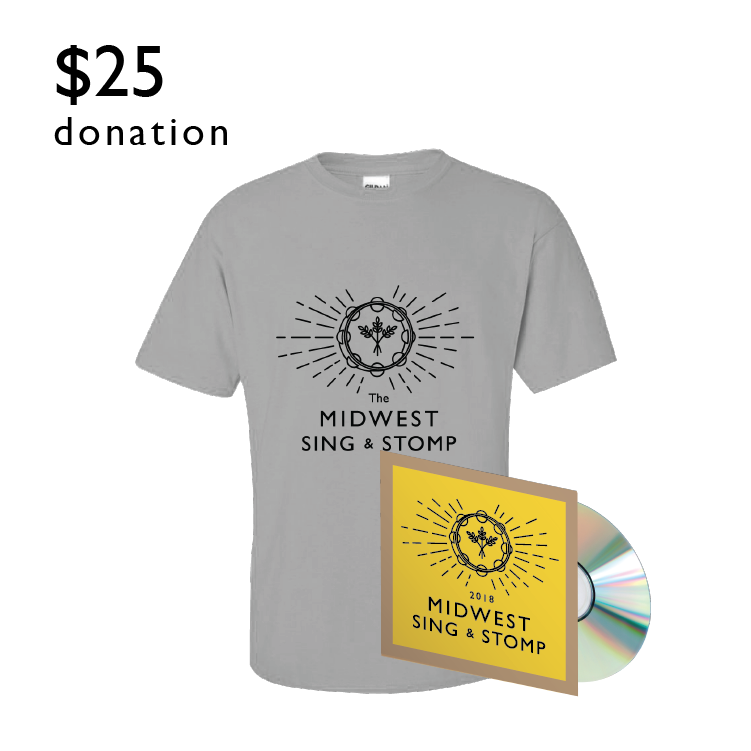 $25
donation
The
MIDWEST
SING & STOMP
2018
MIDWEST
SING & STOMP